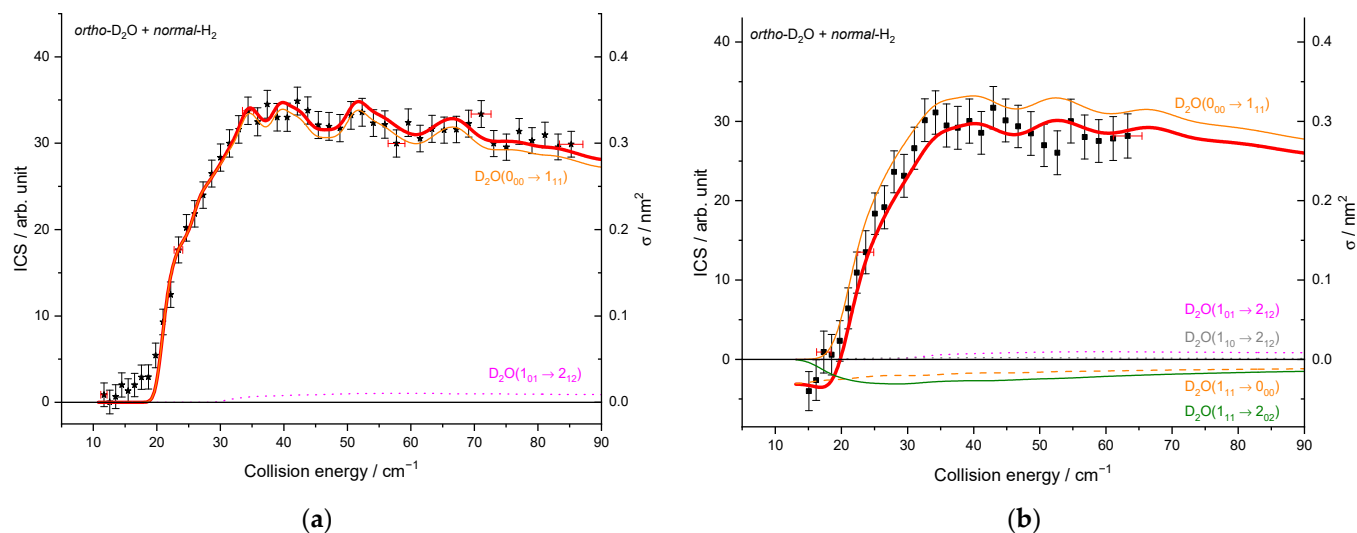 ortho-D₂O + normal-H₂
40
30
20
10
0
ICS / arb. unit
0.4
0.3
0.2
0.1
0.0
σ / nm²
D₂O(0₀₀ → 1₁₁)
D₂O(1₀₁ → 2₁₂)
10 20 30 40 50 60 70 80 90
Collision energy / cm⁻¹
(a)
ortho-D₂O + normal-H₂
40
30
20
10
0
ICS / arb. unit
0.4
0.3
0.2
0.1
0.0
σ / nm²
D₂O(0₀₀ → 1₁₁)
D₂O(1₀₁ → 2₁₂)
D₂O(1₁₀ → 2₁₂)
D₂O(1₁₁ → 0₀₀)
D₂O(1₁₁ → 2₀₂)
10 20 30 40 50 60 70 80 90
Collision energy / cm⁻¹
(b)